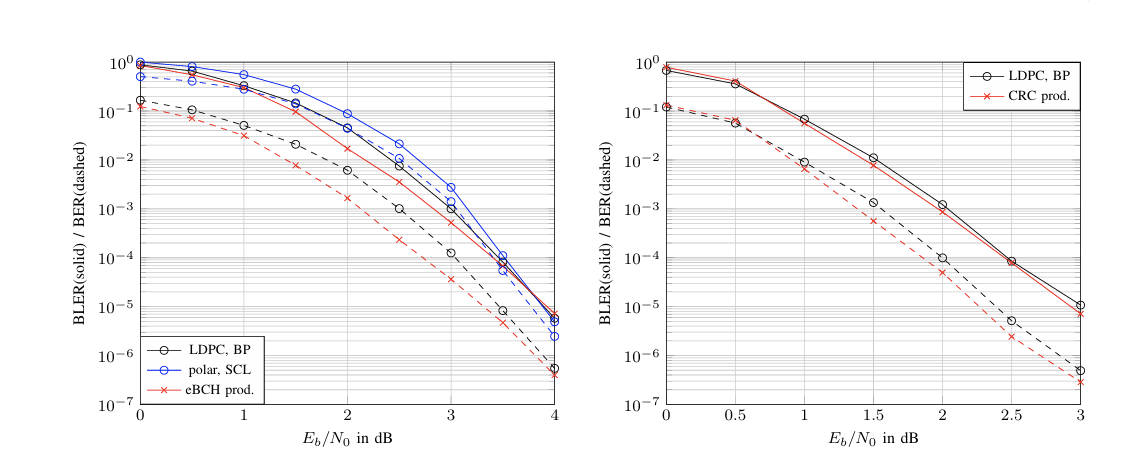 10^0
10^-1
10^-2
10^-3
10^-4
10^-5
10^-6
10^-7
BLER(solid) / BER(dashed)
LDPC, BP
polar, SCL
eBCH prod.
0 1 2 3 4
E_b/N_0 in dB
10^0
10^-1
10^-2
10^-3
10^-4
10^-5
10^-6
10^-7
BLER(solid) / BER(dashed)
LDPC, BP
CRC prod.
0 0.5 1 1.5 2 2.5 3
E_b/N_0 in dB